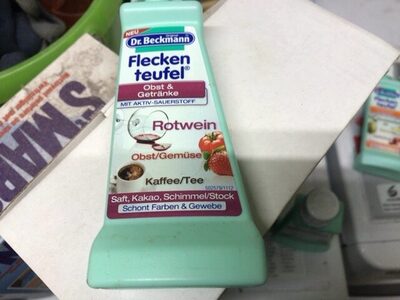 NEU
Dr. Beckmann
Flecken
teufel®
Obst &
Getränke
MIT AKTIV-SAUERSTOFF
Rotwein
Obst/Gemüse
Kaffee/Tee
Saft, Kakao, Schimmel/Stock
Schont Farben & Gewebe
S'MAR